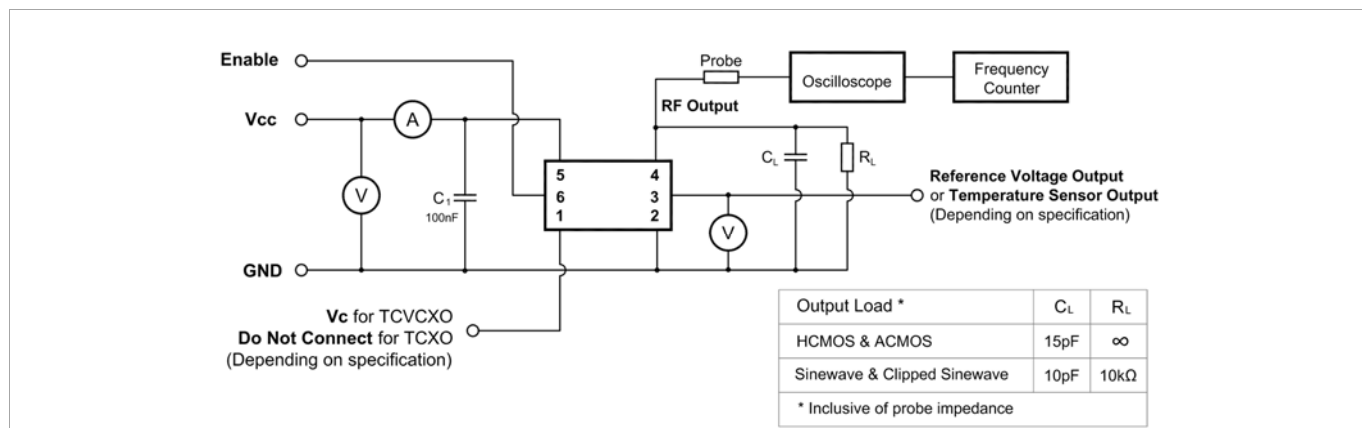 Enable
Probe
Oscilloscope
Frequency
Counter
RF Output
Vcc
A
V
C1
100nF
5
6
1
4
3
2
CL
RL
V
Reference Voltage Output
or Temperature Sensor Output
(Depending on specification)
GND
Vc for TCVCXO
Do Not Connect for TCXO
(Depending on specification)
Output Load * CL RL
HCMOS & ACMOS 15pF ∞
Sinewave & Clipped Sinewave 10pF 10kΩ
* Inclusive of probe impedance